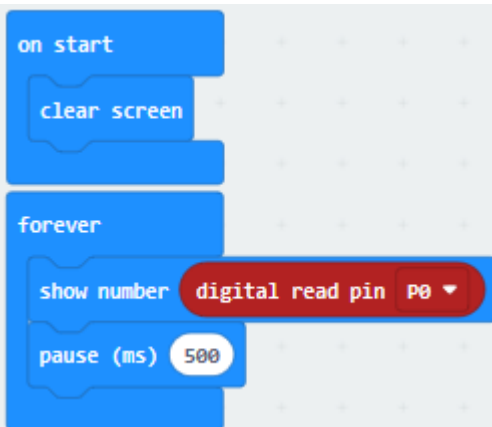 on start
clear screen
forever
show number digital read pin P0
pause (ms) 500